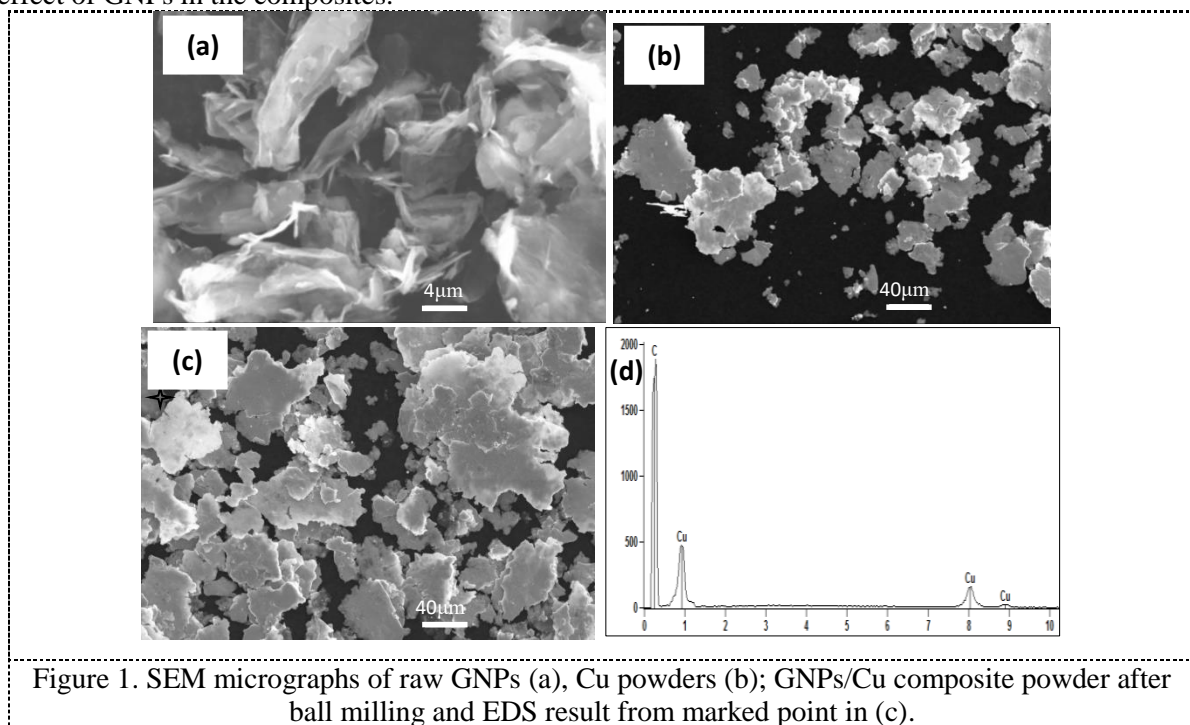 effect of GNPs in the composites.
(a)
4μm
(b)
40μm
(c)
40μm
(d)
2000
1500
1000
500
0
C
Cu
Cu
Cu
0 1 2 3 4 5 6 7 8 9 10
Figure 1. SEM micrographs of raw GNPs (a), Cu powders (b); GNPs/Cu composite powder after
ball milling and EDS result from marked point in (c).